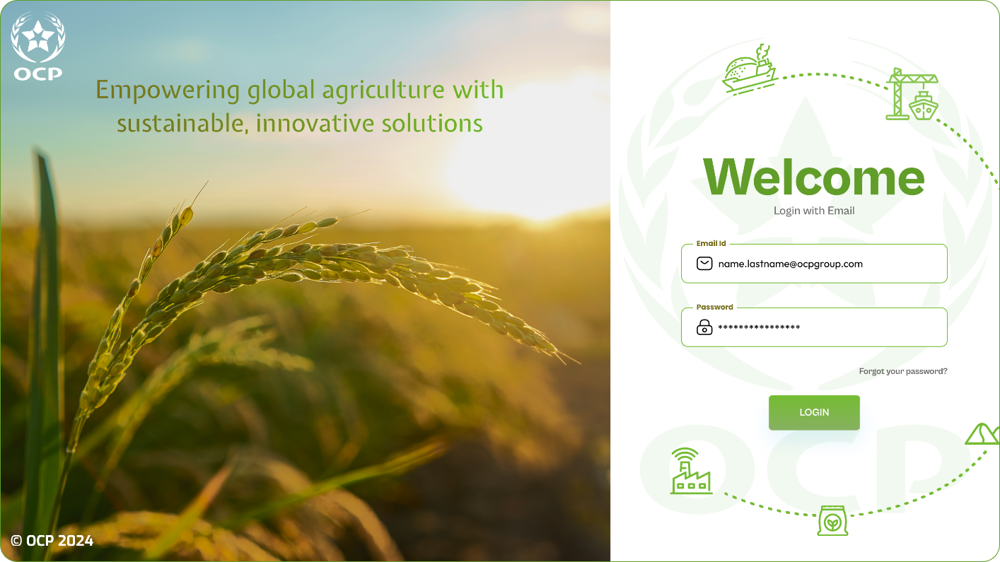 OCP
Empowering global agriculture with
sustainable, innovative solutions
© OCP 2024
Welcome
Login with Email
Email Id
name.lastname@ocpgroup.com
Password
****************
Forgot your password?
LOGIN
OCP